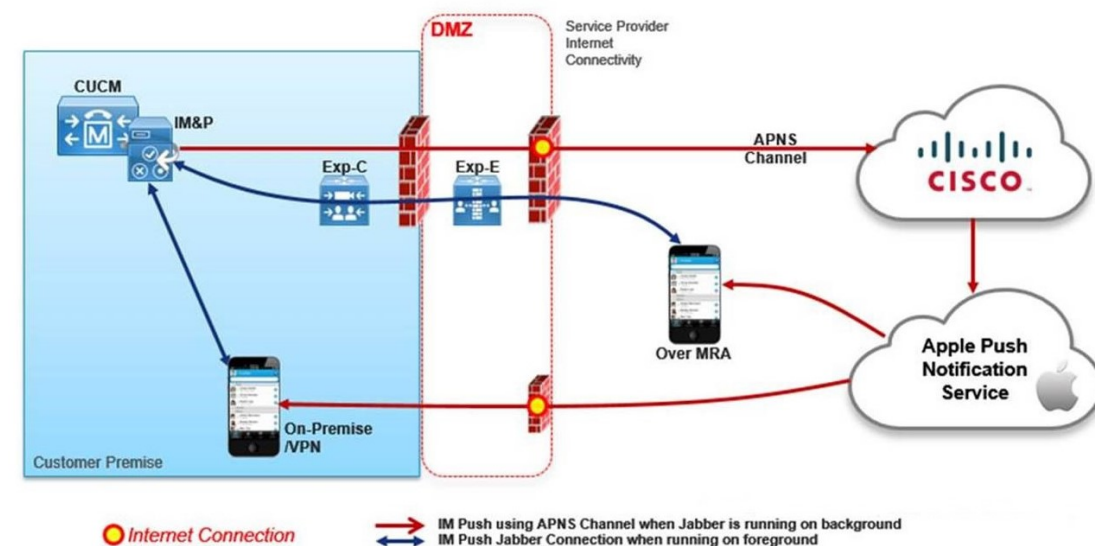 DMZ
Service Provider
Internet
Connectivity
CUCM
IM&P
M
Exp-C
Exp-E
APNS
Channel
CISCO
Over MRA
Apple Push
Notification
Service
On-Premise
/VPN
Customer Premise
Internet Connection
IM Push using APNS Channel when Jabber is running on background
IM Push Jabber Connection when running on foreground